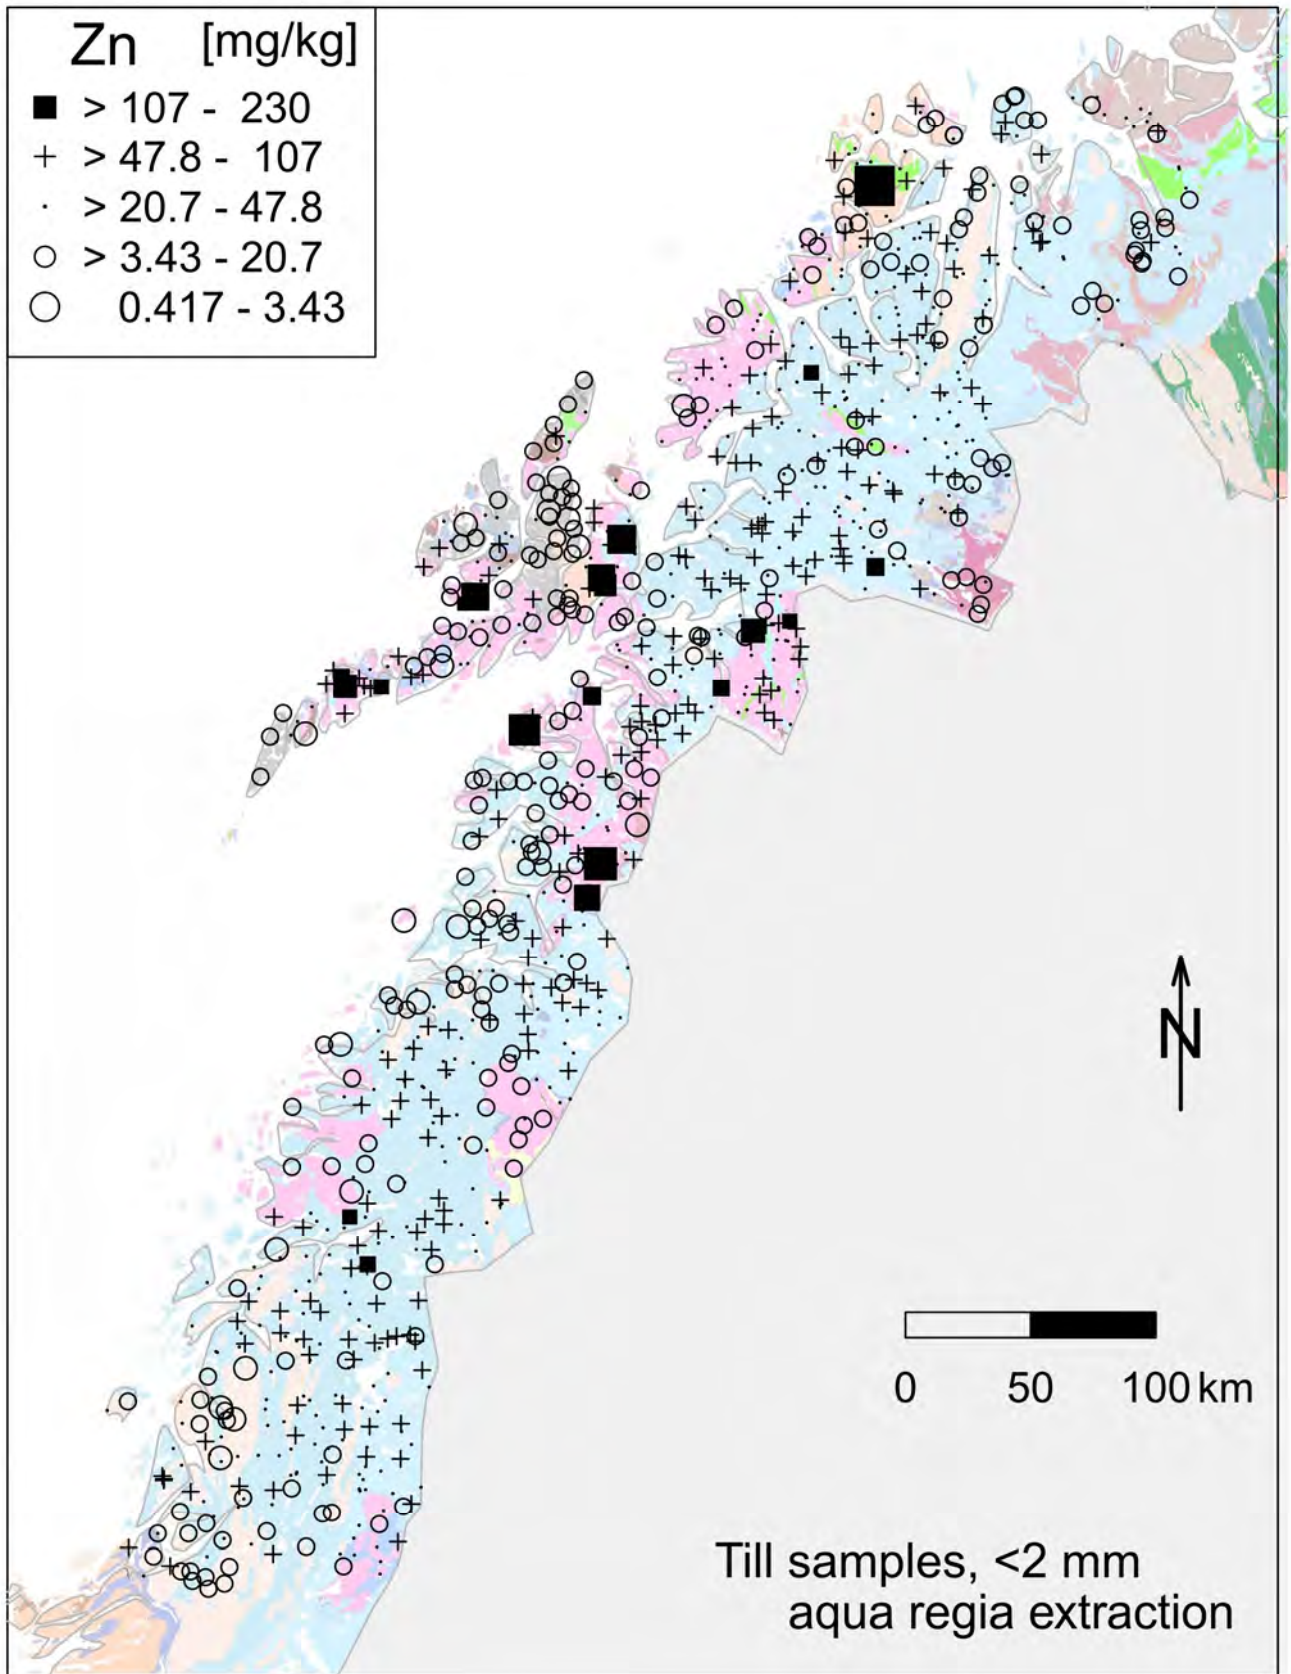 Zn [mg/kg]
> 107 - 230
> 47.8 - 107
> 20.7 - 47.8
> 3.43 - 20.7
0.417 - 3.43
N
0 50 100 km
Till samples, <2 mm
aqua regia extraction